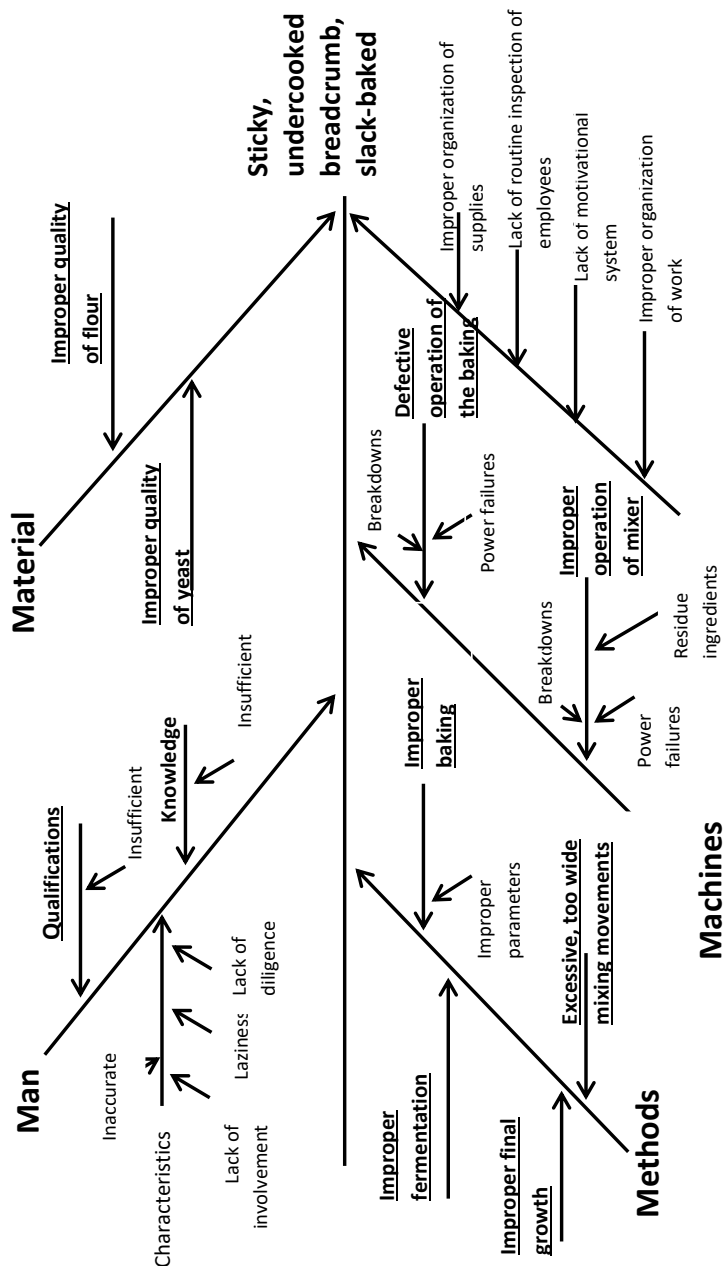 Man
Material
Qualifications
Insufficient
Inaccurate
Knowledge
Insufficient
Characteristics
Lack of
involvement
Laziness
Lack of
diligence
Improper quality
of flour
Improper quality
of yeast
Sticky,
undercooked
breadcrumb,
slack-baked
Improper
fermentation
Improper
baking
Improper
parameters
Improper final
growth
Excessive, too wide
mixing movements
Methods
Breakdowns
Defective
operation of
the baking
Power failures
Breakdowns
Improper
operation
of mixer
Power
failures
Residue
ingredients
Machines
Improper organization of
supplies
Lack of routine inspection of
employees
Lack of motivational
system
Improper organization
of work